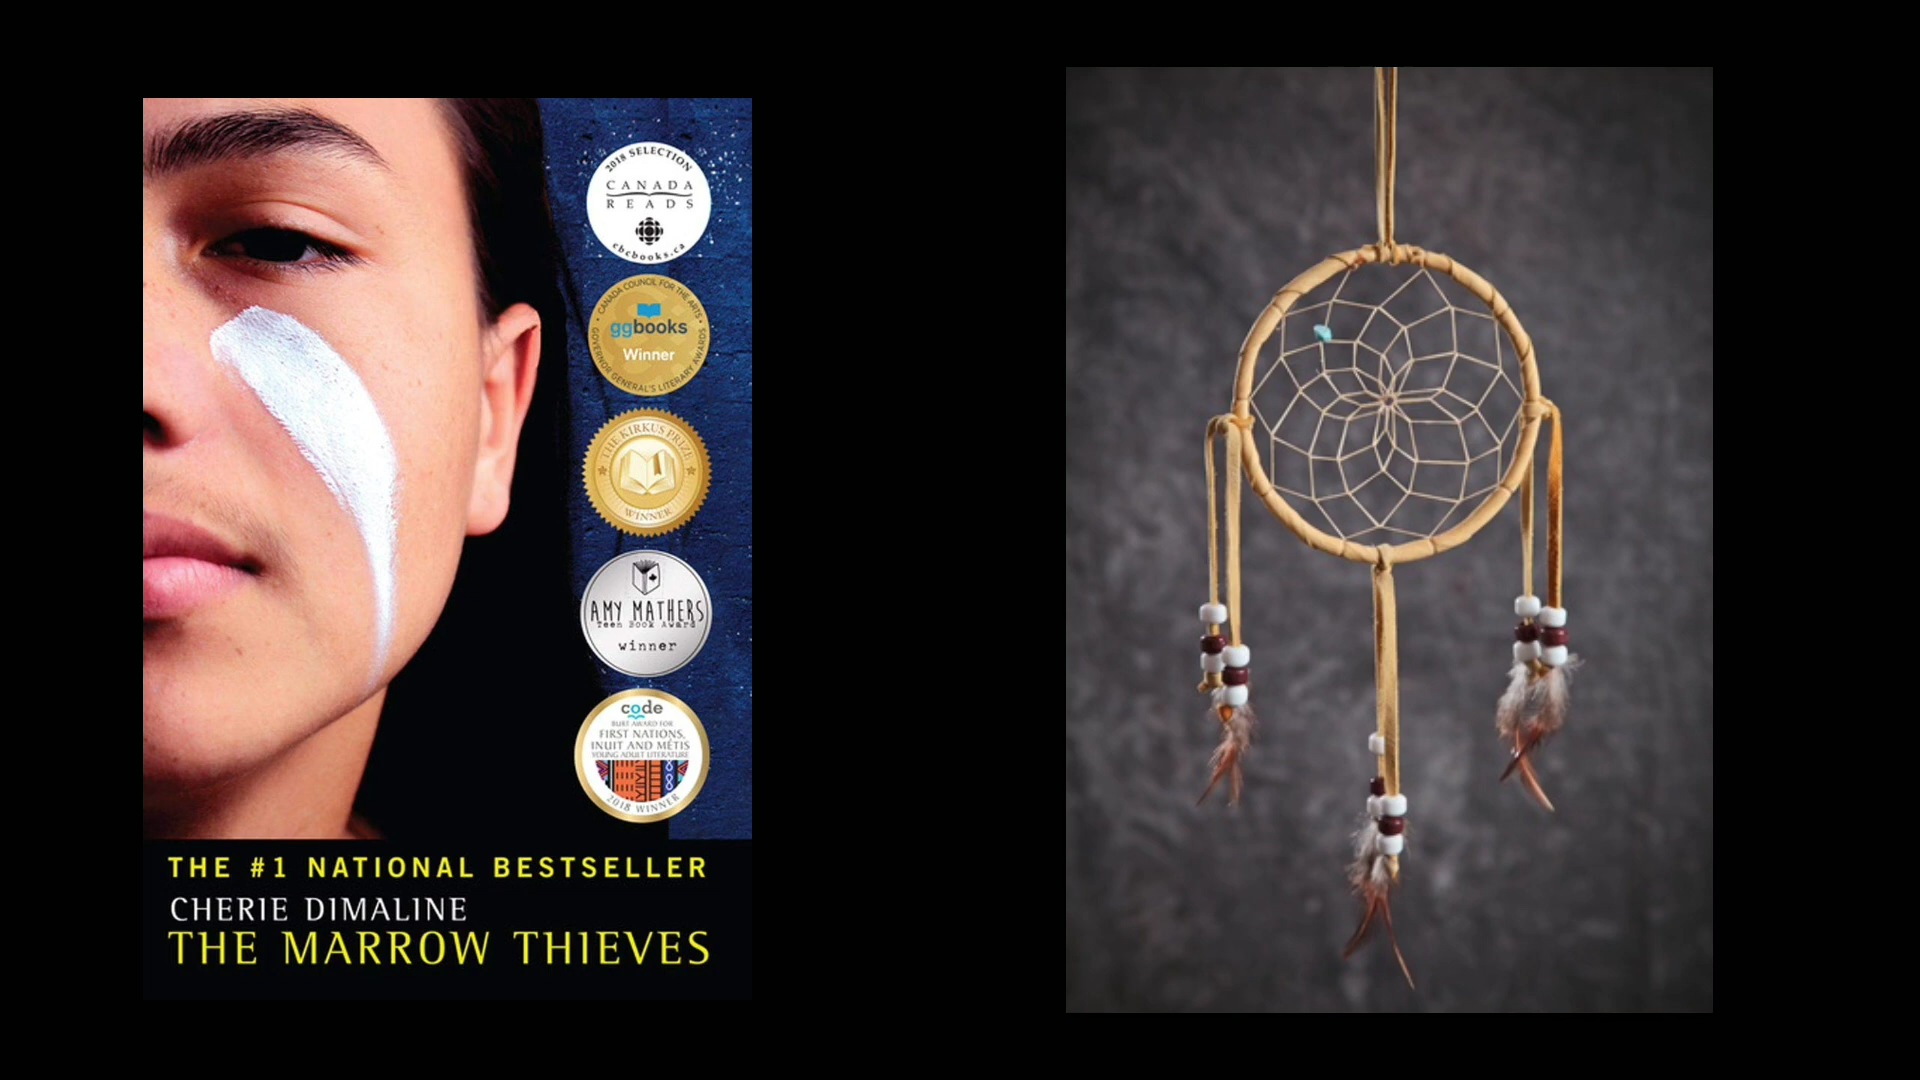 2018 SELECTION
CANADA
READS
cbcbooks.ca
CANADA COUNCIL FOR THE ARTS
ggbooks
Winner
GOVERNOR GENERAL'S LITERARY AWARDS
THE KIRKUS PRIZE
WINNER
AMY MATHERS
Teen Book Award
winner
code
BURT AWARD FOR
FIRST NATIONS,
INUIT AND MÉTIS
YOUNG ADULT LITERATURE
2018 WINNER
THE #1 NATIONAL BESTSELLER
CHERIE DIMALINE
THE MARROW THIEVES